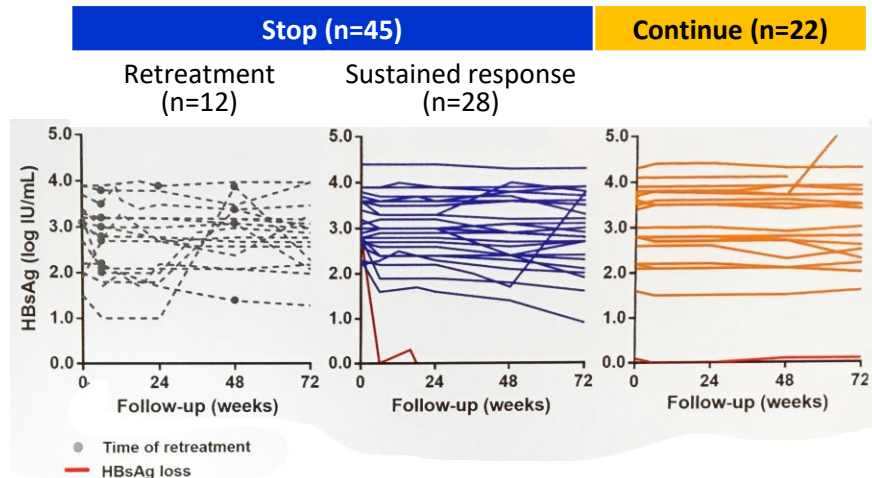 Stop (n=45)
Continue (n=22)
Retreatment
(n=12)
Sustained response
(n=28)
HBsAg (log IU/mL)
5.0
4.0
3.0
2.0
1.0
0.0
0
24
48
72
Follow-up (weeks)
5.0
4.0
3.0
2.0
1.0
0.0
0
24
48
72
Follow-up (weeks)
5.0
4.0
3.0
2.0
1.0
0.0
0
24
48
72
Follow-up (weeks)
Time of retreatment
HBsAg loss